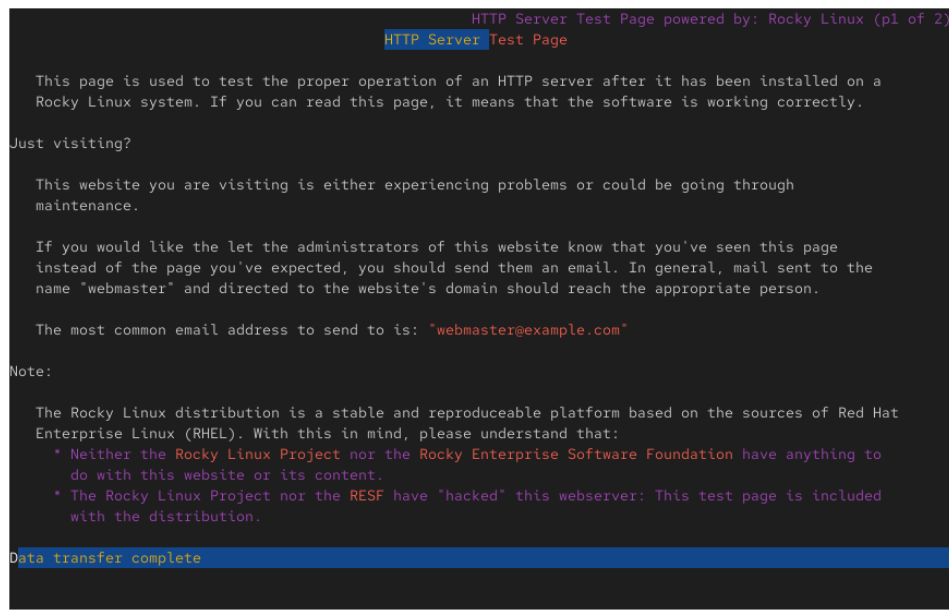 HTTP Server Test Page powered by: Rocky Linux (p1 of 2)
HTTP Server Test Page
This page is used to test the proper operation of an HTTP server after it has been installed on a
Rocky Linux system. If you can read this page, it means that the software is working correctly.
Just visiting?
This website you are visiting is either experiencing problems or could be going through
maintenance.
If you would like the let the administrators of this website know that you've seen this page
instead of the page you've expected, you should send them an email. In general, mail sent to the
name "webmaster" and directed to the website's domain should reach the appropriate person.
The most common email address to send to is: "webmaster@example.com"
Note:
The Rocky Linux distribution is a stable and reproduceable platform based on the sources of Red Hat
Enterprise Linux (RHEL). With this in mind, please understand that:
* Neither the Rocky Linux Project nor the Rocky Enterprise Software Foundation have anything to
do with this website or its content.
* The Rocky Linux Project nor the RESF have "hacked" this webserver: This test page is included
with the distribution.
Data transfer complete